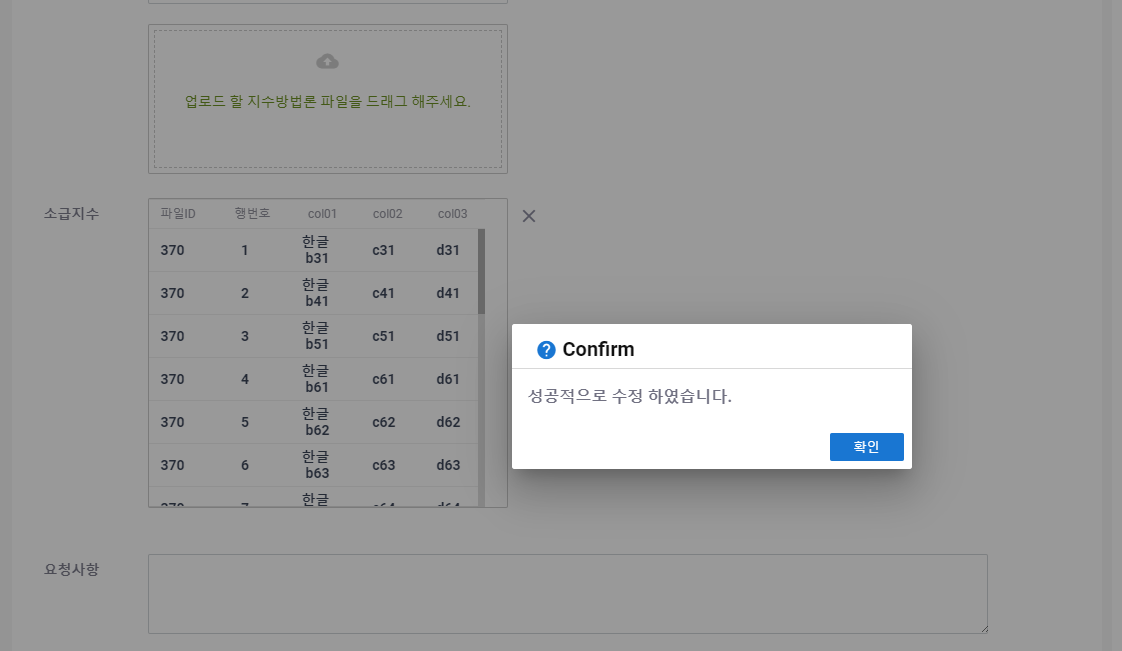 업로드 할 지수방법론 파일을 드래그 해주세요.
소급지수
파일ID 행번호 col01 col02 col03
370 1 한글 b31 c31 d31
370 2 한글 b41 c41 d41
370 3 한글 b51 c51 d51
370 4 한글 b61 c61 d61
370 5 한글 b62 c62 d62
370 6 한글 b63 c63 d63
한글
Confirm
성공적으로 수정 하였습니다.
확인
요청사항